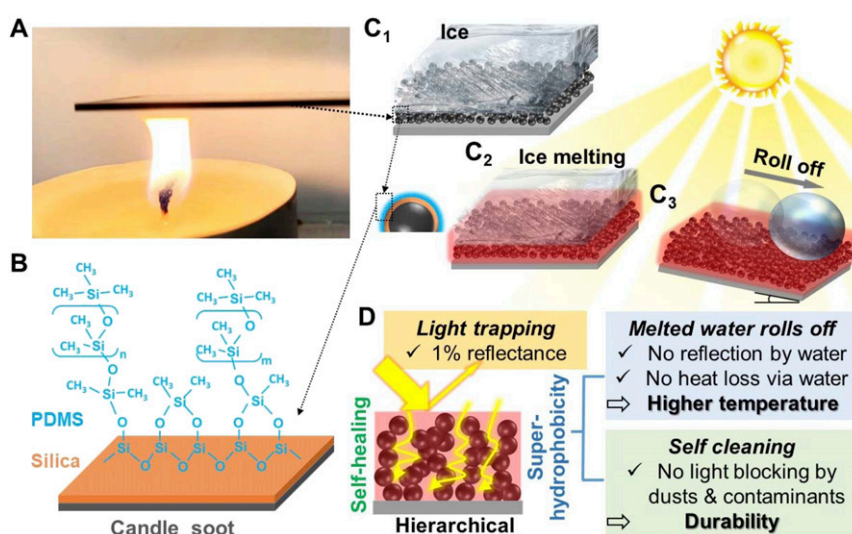 A
C1
Ice
C2
Ice melting
Roll off
C3
B
CH3
CH3
CH3
Si
CH3
CH3
Si
CH3
O
O
CH3
CH3
CH3
Si
CH3
Si
n
m
O
O
CH3
CH3
CH3
CH3
CH3
CH3
Si
Si
Si
PDMS
O
O
O
O
O
O
Silica
Si
Si
Si
Si
Si
O
O
O
O
Candle soot
D
Light trapping
✓ 1% reflectance
Self-healing
Hierarchical
Super-
hydrophobicity
Melted water rolls off
✓ No reflection by water
✓ No heat loss via water
⇨ Higher temperature
Self cleaning
✓ No light blocking by
dusts & contaminants
⇨ Durability